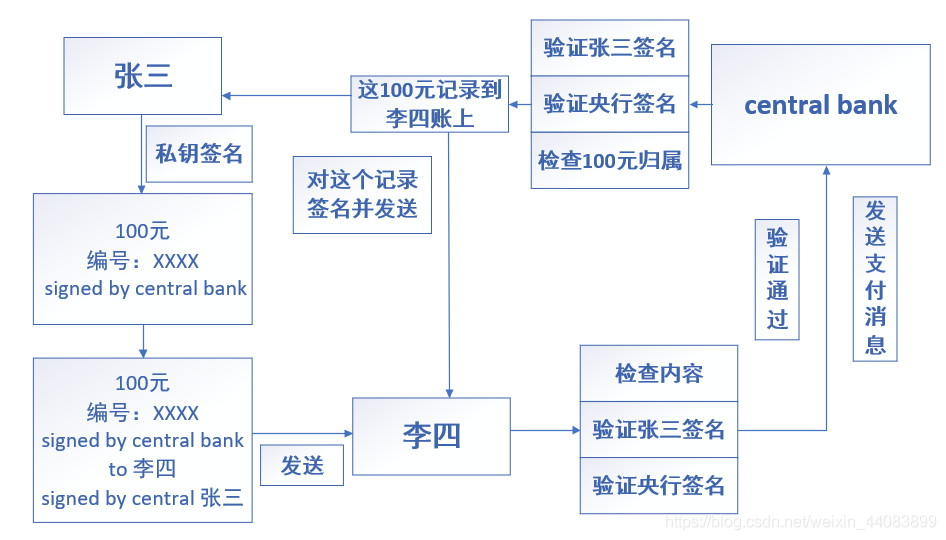 张三
私钥签名
100元
编号：XXXX
signed by central bank
100元
编号：XXXX
signed by central bank
to 李四
signed by central 张三
发送
李四
检查内容
验证张三签名
验证央行签名
验证通过
发送支付消息
central bank
验证张三签名
验证央行签名
检查100元归属
这100元记录到
李四账上
对这个记录
签名并发送
https://blog.csdn.net/weixin_44083899